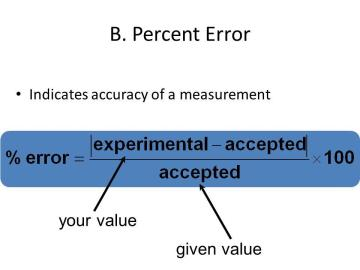 B. Percent Error
• Indicates accuracy of a measurement
% error = |experimental – accepted| / accepted × 100
your value
given value